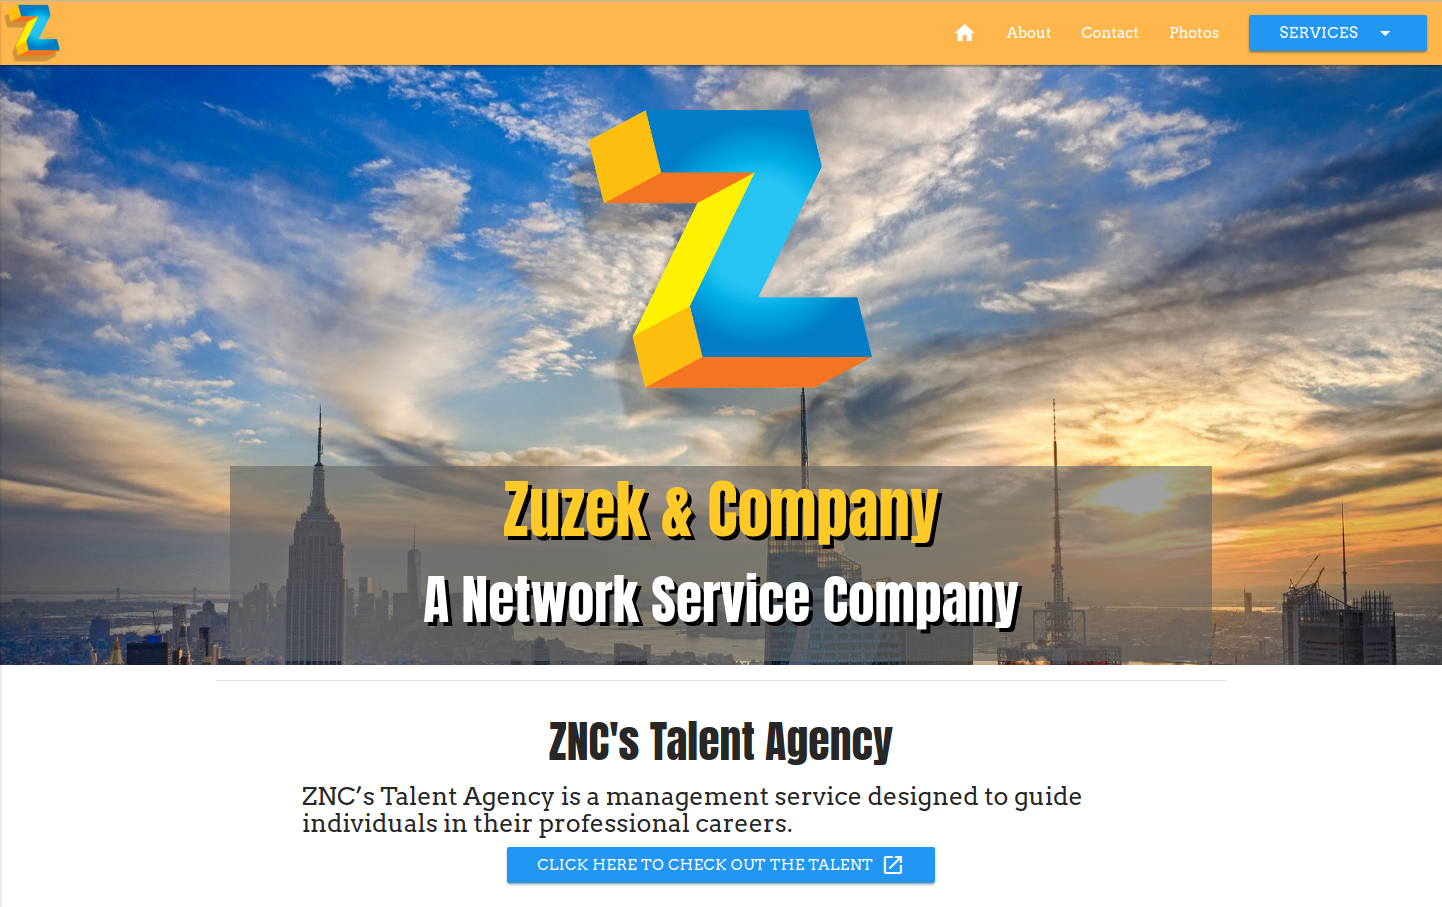 About Contact Photos SERVICES
Zuzek & Company
A Network Service Company
ZNC's Talent Agency
ZNC’s Talent Agency is a management service designed to guide
individuals in their professional careers.
CLICK HERE TO CHECK OUT THE TALENT